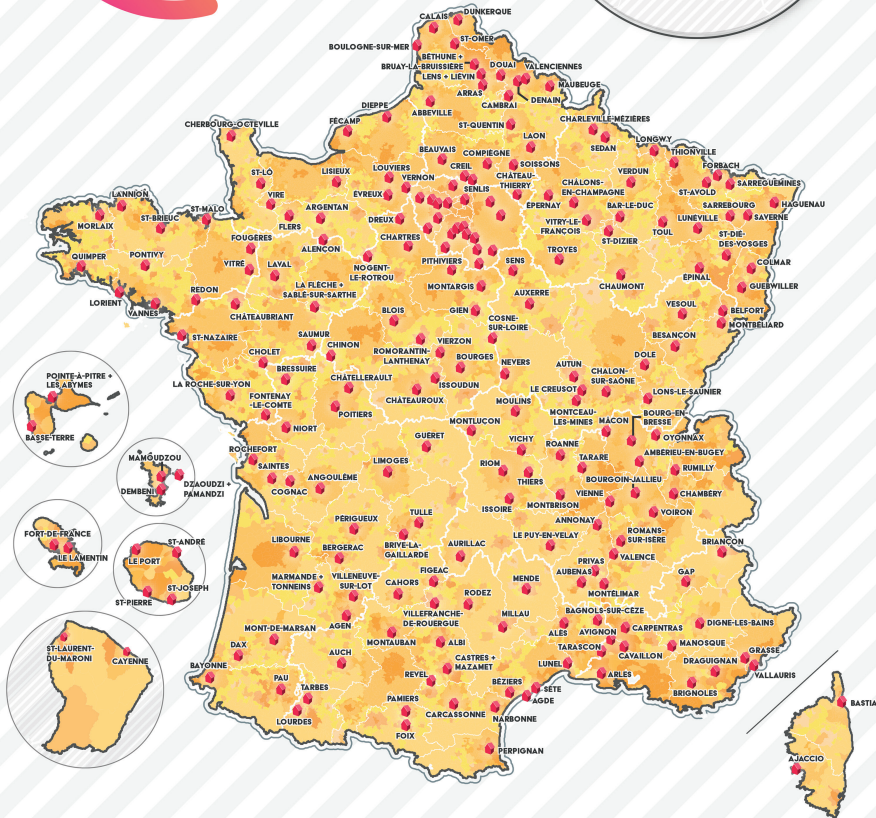 DUNKERQUE
CALAIS
ST-OMER
BOULOGNE-SUR-MER
BÉTHUNE +
BRUAY-LA-BRUISSIÈRE
DOUAI
VALENCIENNES
LENS + LIÉVIN
MAUBEUGE
ARRAS
CAMBRAI
DENAIN
DIEPPE
ABBEVILLE
FÉCAMP
CHERBOURG-OCTEVILLE
ST-QUENTIN
CHARLEVILLE-MÉZIÈRES
SEDAN
LAON
LONGWY
THIONVILLE
BEAUVAIS
COMPIÈGNE
SOISSONS
FORBACH
ST-LÔ
LISIEUX
LOUVIERS
VERNON
CREIL
CHÂTEAU-
THIERRY
VERDUN
ST-AVOLD
SARREGUEMINES
ÉVREUX
SENLIS
CHÂLONS-
EN-CHAMPAGNE
SARREBOURG
HAGUENAU
LANNION
VIRE
ARGENTAN
ÉPERNAY
BAR-LE-DUC
SAVERNE
ST-MALO
ST-BRIEUC
MORLAIX
FLERS
DREUX
VITRY-LE-
FRANÇOIS
ST-DIZIER
TOUL
LUNÉVILLE
ST-DIÉ-
DES-VOSGES
FOUGÈRES
ALENÇON
CHARTRES
TROYES
QUIMPER
PONTIVY
VITRÉ
LAVAL
NOGENT-
LE-ROTROU
PITHIVIERS
SENS
COLMAR
ÉPINAL
GUEBWILLER
CHAUMONT
MONTARGIS
LORIENT
VANNES
REDON
LA FLÈCHE +
SABLÉ-SUR-SARTHE
AUXERRE
VESOUL
BELFORT
MONTBÉLIARD
CHÂTEAUBRIANT
BLOIS
GIEN
COSNE-
SUR-LOIRE
ST-NAZAIRE
SAUMUR
CHINON
VIERZON
BESANÇON
ROMORANTIN-
LANTHENAY
BOURGES
NEVERS
DOLE
CHOLET
BRESSUIRE
AUTUN
CHALON-
SUR-SAÔNE
POINTE-À-PITRE +
LES ABYMES
LA ROCHE-SUR-YON
CHÂTELLERAULT
ISSOUDUN
LE CREUSOT
LONS-LE-SAUNIER
FONTENAY
-LE-COMTE
CHÂTEAUROUX
MOULINS
MONTCEAU-
LES-MINES
MÂCON
BOURG-EN-
BRESSE
POITIERS
NIORT
MONTLUCON
OYONNAX
BASSE-TERRE
GUÉRET
VICHY
ROANNE
AMBÉRIEU-EN-BUGEY
ROCHEFORT
SAINTES
COGNAC
ANGOULÊME
LIMOGES
RIOM
THIERS
TARARE
RUMILLY
MAMOUDZOU
DEMBENI
DZAOUDZI +
PAMANDZI
BOURGOIN-JALLIEU
MONTBRISON
VIENNE
CHAMBÉRY
ISSOIRE
VOIRON
PÉRIGUEUX
TULLE
ANNONAY
FORT-DE-FRANCE
LE LAMENTIN
ST-ANDRÉ
LE PORT
ST-JOSEPH
ST-PIERRE
LIBOURNE
BERGERAC
BRIVE-LA-
GAILLARDE
AURILLAC
LE PUY-EN-VELAY
ROMANS-
SUR-ISÈRE
VALENCE
BRIANCON
PRIVAS
AUBENAS
GAP
MARMANDE +
TONNEINS
VILLENEUVE-
SUR-LOT
CAHORS
FIGEAC
RODEZ
MENDE
MONTÉLIMAR
AGEN
VILLEFRANCHE-
DE-ROUERGUE
MILLAU
BAGNOLS-SUR-CÈZE
ALÈS
AVIGNON
CARPENTRAS
DIGNE-LES-BAINS
MONT-DE-MARSAN
DAX
AUCH
MONTAUBAN
ALBI
TARASCON
CAVAILLON
MANOSQUE
GRASSE
DRAGUIGNAN
VALLAURIS
ST-LAURENT-
DU-MARONI
CAYENNE
BAYONNE
PAU
TARBES
LOURDES
REVEL
CASTRES +
MAZAMET
LUNEL
ARLES
BRIGNOLES
BÉZIERS
SÈTE
AGDE
PAMIERS
FOIX
CARCASSONNE
NARBONNE
PERPIGNAN
BASTIA
AJACCIO